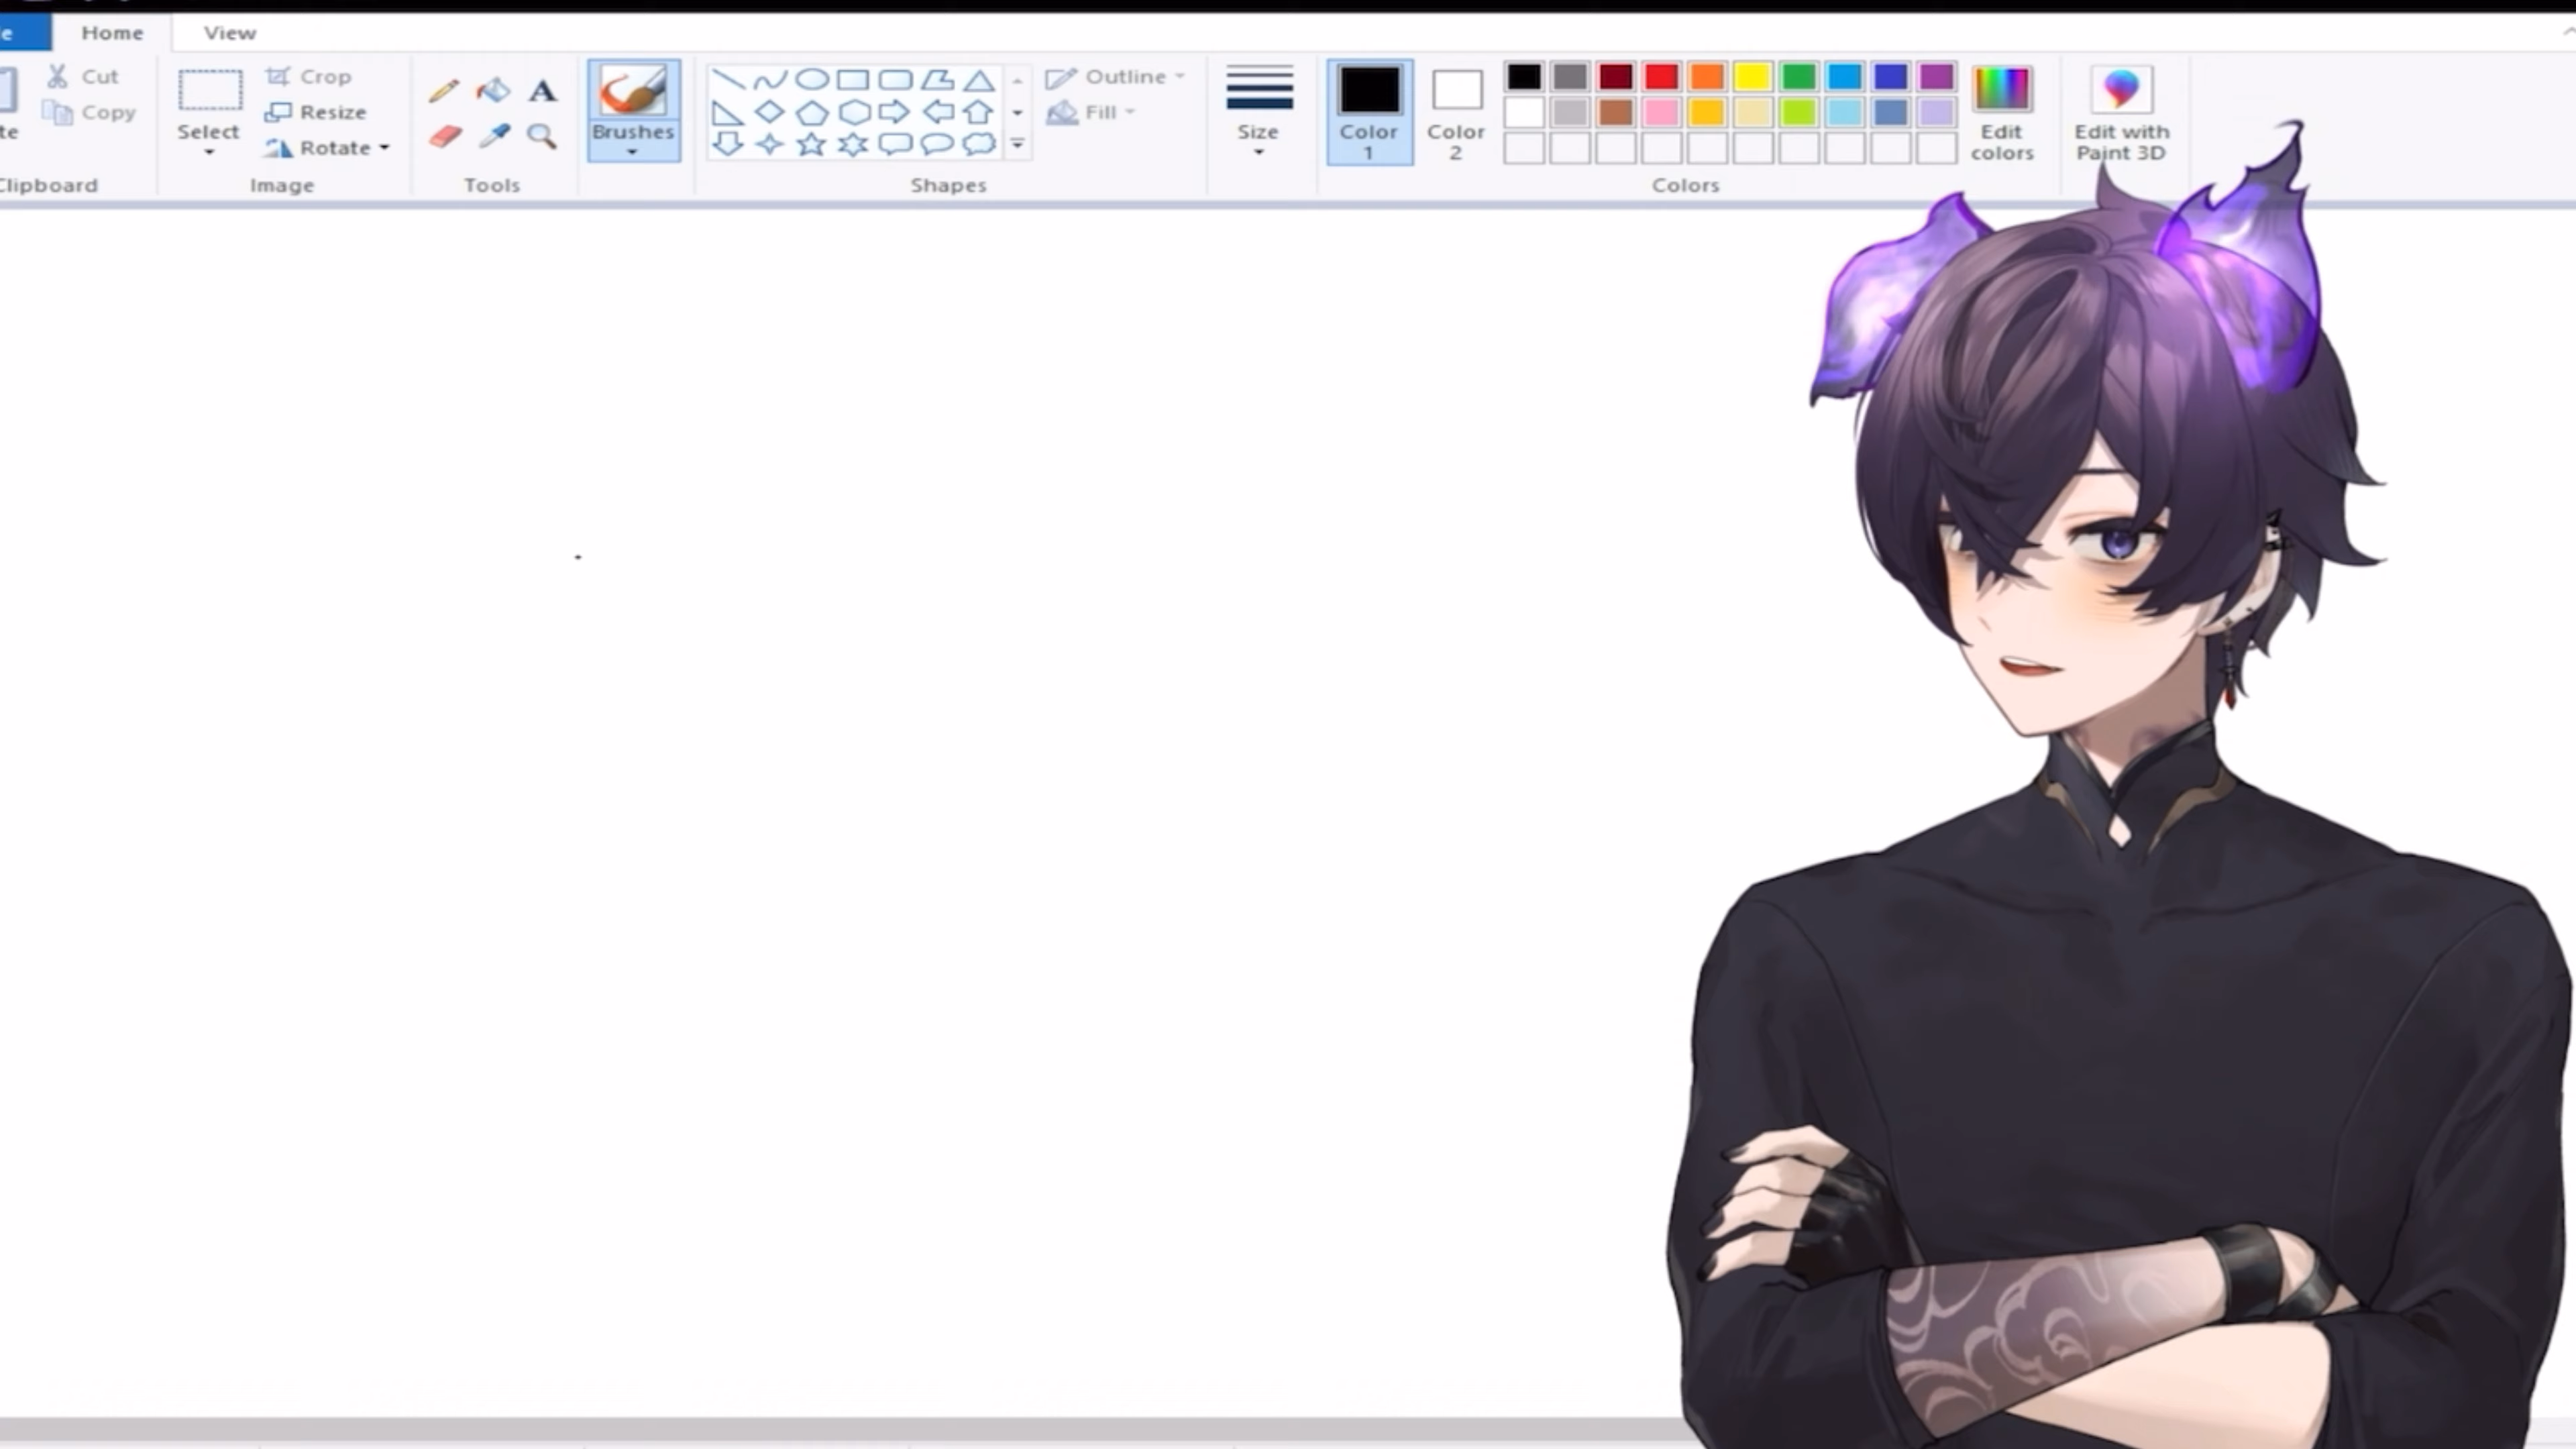 Home View
Cut
Copy
Select
Crop
Resize
Rotate
A
Brushes
Outline
Fill
Size
Color 1
Color 2
Edit colors
Edit with Paint 3D
Clipboard Image Tools Shapes Colors